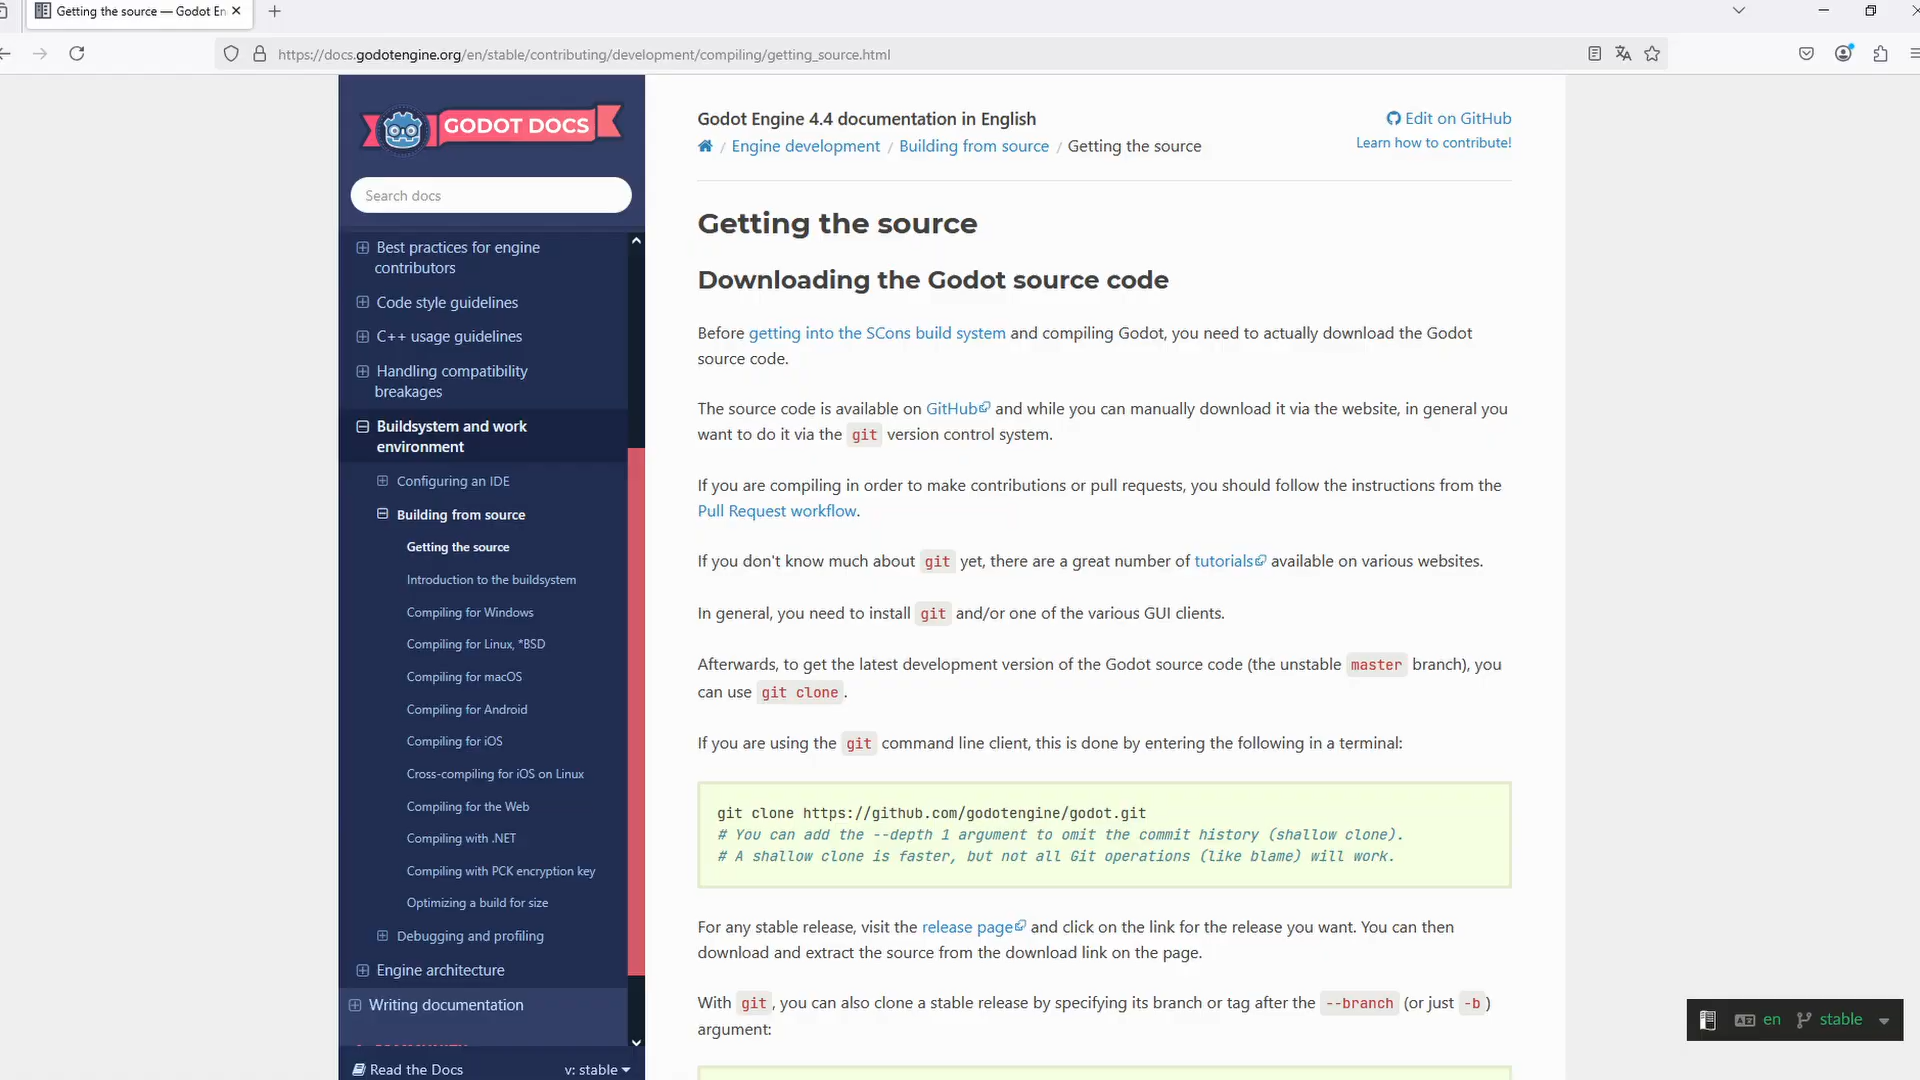 Getting the source — Godot En
https://docs.godotengine.org/en/stable/contributing/development/compiling/getting_source.html
GODOT DOCS
Search docs
Best practices for engine
contributors
Code style guidelines
C++ usage guidelines
Handling compatibility
breakages
Buildsystem and work
environment
Configuring an IDE
Building from source
Getting the source
Introduction to the buildsystem
Compiling for Windows
Compiling for Linux, *BSD
Compiling for macOS
Compiling for Android
Compiling for iOS
Cross-compiling for iOS on Linux
Compiling for the Web
Compiling with .NET
Compiling with PCK encryption key
Optimizing a build for size
Debugging and profiling
Engine architecture
Writing documentation
Read the Docs
v: stable
Godot Engine 4.4 documentation in English
Edit on GitHub
/ Engine development / Building from source / Getting the source
Learn how to contribute!
Getting the source
Downloading the Godot source code
Before getting into the SCons build system and compiling Godot, you need to actually download the Godot
source code.
The source code is available on GitHub and while you can manually download it via the website, in general you
want to do it via the git version control system.
If you are compiling in order to make contributions or pull requests, you should follow the instructions from the
Pull Request workflow.
If you don't know much about git yet, there are a great number of tutorials available on various websites.
In general, you need to install git and/or one of the various GUI clients.
Afterwards, to get the latest development version of the Godot source code (the unstable master branch), you
can use git clone.
If you are using the git command line client, this is done by entering the following in a terminal:
git clone https://github.com/godotengine/godot.git
# You can add the --depth 1 argument to omit the commit history (shallow clone).
# A shallow clone is faster, but not all Git operations (like blame) will work.
For any stable release, visit the release page and click on the link for the release you want. You can then
download and extract the source from the download link on the page.
With git, you can also clone a stable release by specifying its branch or tag after the --branch (or just -b)
argument:
en
stable